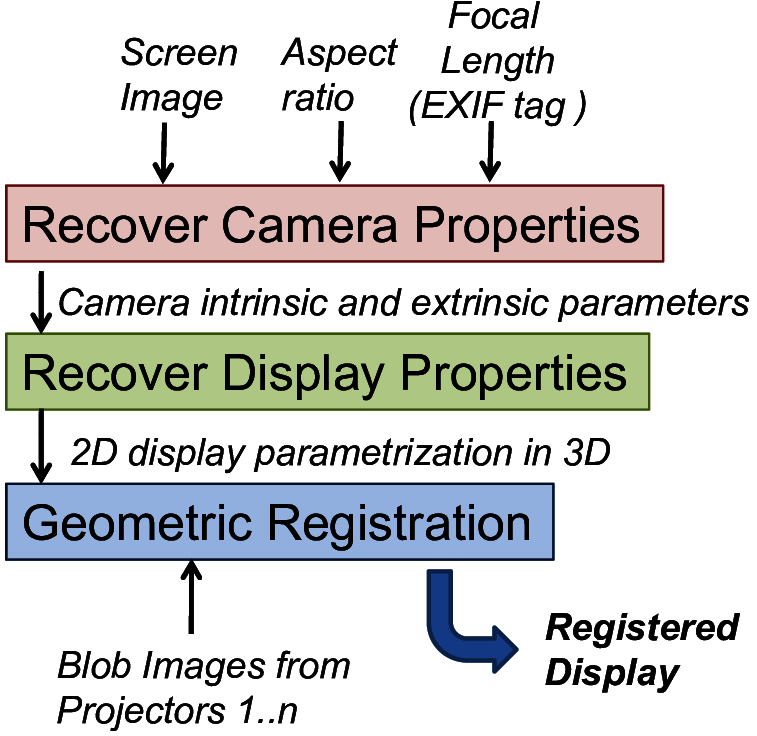 Screen
Image
Aspect
ratio
Focal
Length
(EXIF tag )
Recover Camera Properties
Camera intrinsic and extrinsic parameters
Recover Display Properties
2D display parametrization in 3D
Geometric Registration
Blob Images from
Projectors 1..n
Registered
Display